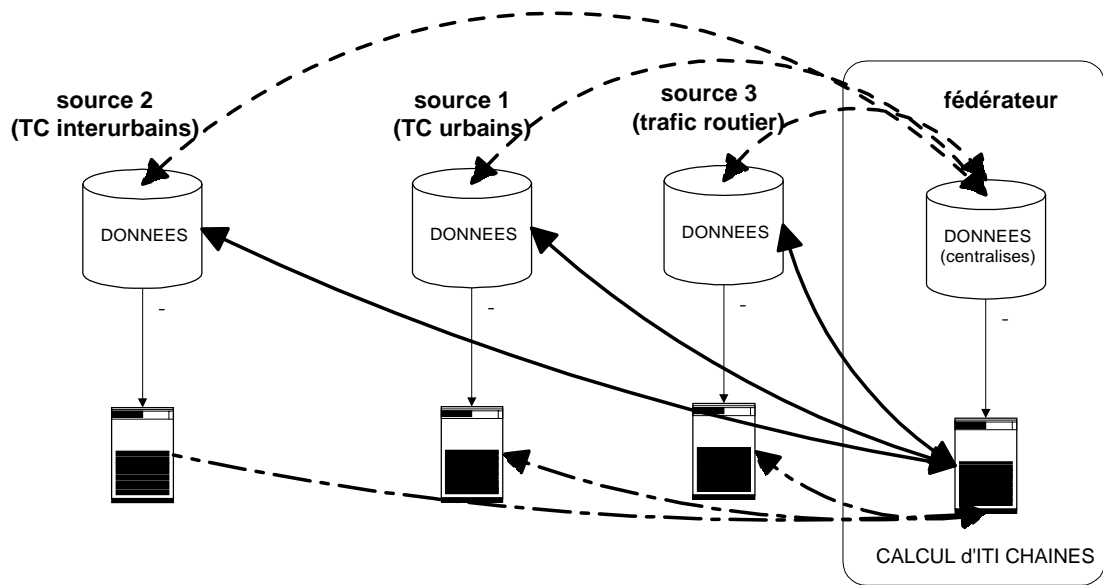 source 2
(TC interurbains)
source 1
(TC urbains)
source 3
(trafic routier)
fédérateur
DONNEES
DONNEES
DONNEES
DONNEES
(centralises)
-
-
-
-
CALCUL d'ITI CHAINES